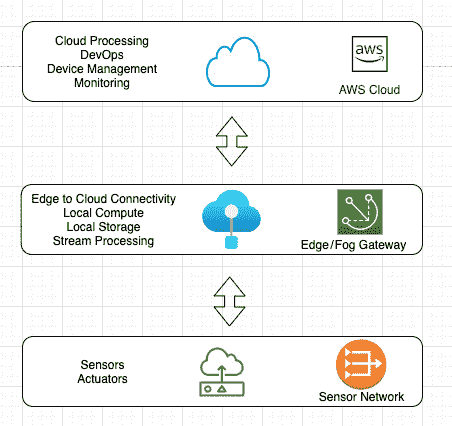 Cloud Processing
DevOps
Device Management
Monitoring
aws
AWS Cloud
Edge to Cloud Connectivity
Local Compute
Local Storage
Stream Processing
Edge/Fog Gateway
Sensors
Actuators
Sensor Network